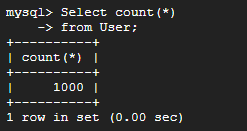 mysql> Select count(*)
    -> from User;
+----------+
| count(*) |
+----------+
|     1000 |
+----------+
1 row in set (0.00 sec)